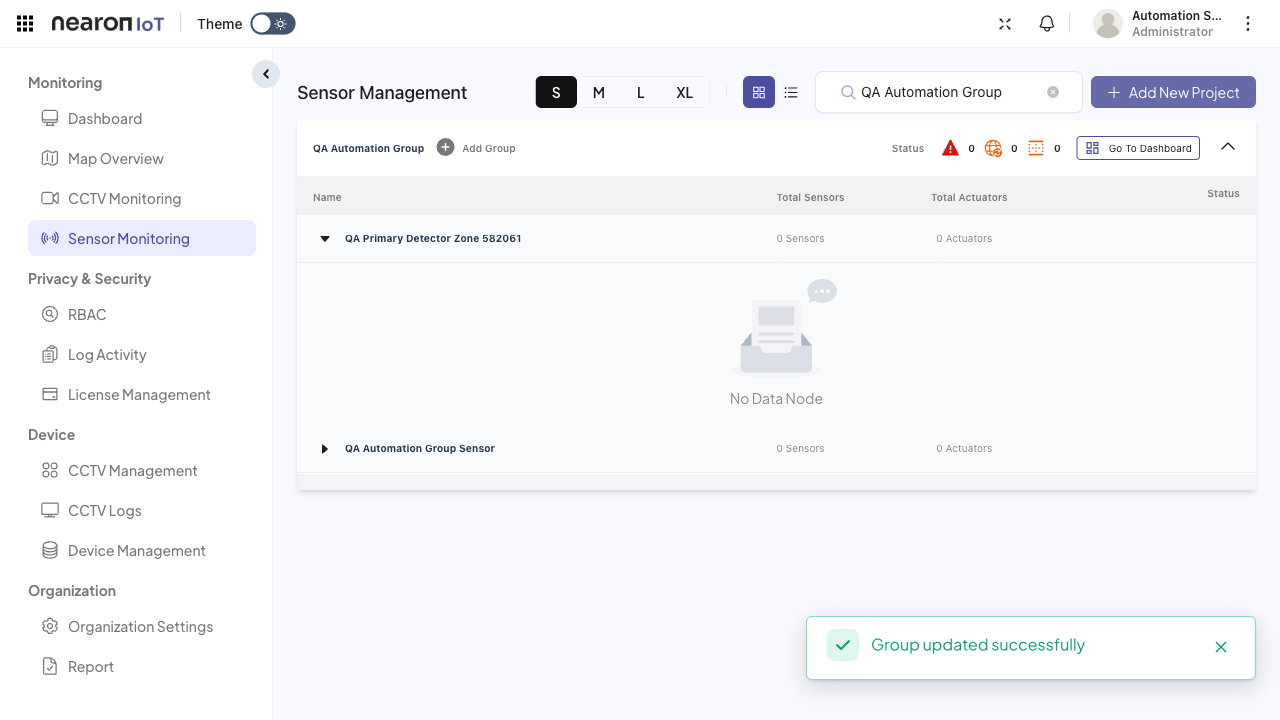 nearon IoT
Theme
Automation S...
Administrator
Monitoring
Dashboard
Map Overview
CCTV Monitoring
Sensor Monitoring
Privacy & Security
RBAC
Log Activity
License Management
Device
CCTV Management
CCTV Logs
Device Management
Organization
Organization Settings
Report
Sensor Management
S M L XL
QA Automation Group
Add New Project
QA Automation Group Add Group Status 0 0 0 Go To Dashboard
Name Total Sensors Total Actuators Status
QA Primary Detector Zone 582061 0 Sensors 0 Actuators
No Data Node
QA Automation Group Sensor 0 Sensors 0 Actuators
Group updated successfully